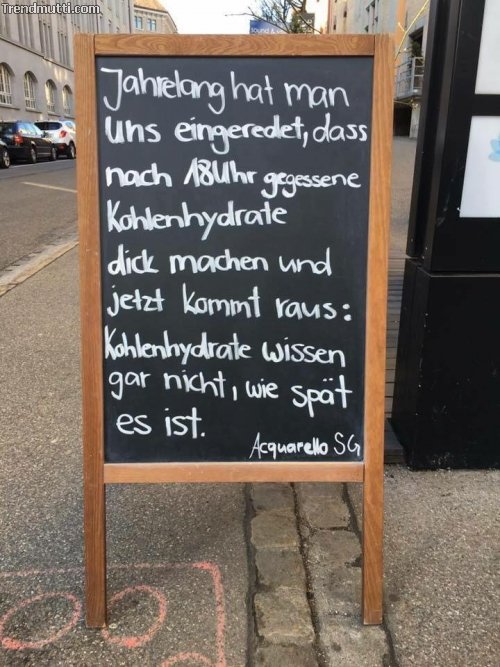 Trendmutti.com
Jahrelang hat man
uns eingeredet, dass
nach 18Uhr gegessene
Kohlenhydrate
dick machen und
jetzt kommt raus:
Kohlenhydrate wissen
gar nicht, wie spät
es ist.
Acquarello SG